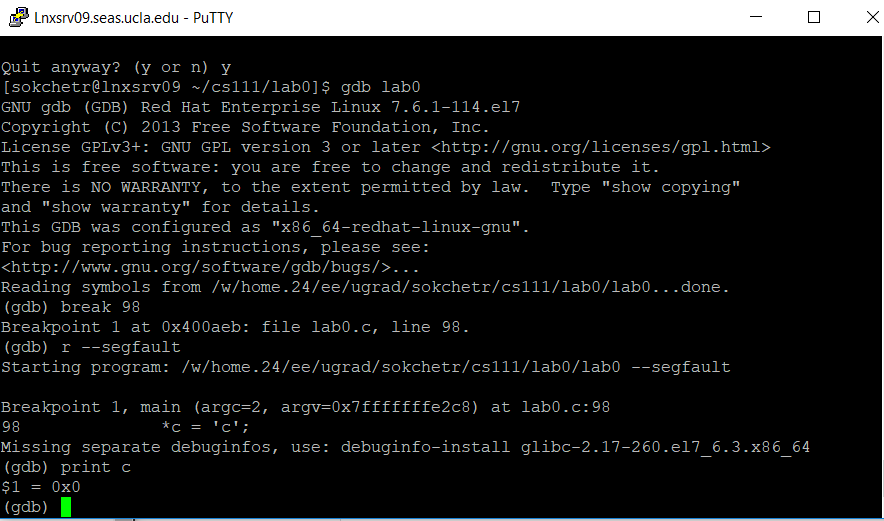 Lnxsrv09.seas.ucla.edu - PuTTY
Quit anyway? (y or n) y
[sokchetr@lnxsrv09 ~/cs111/lab0]$ gdb lab0
GNU gdb (GDB) Red Hat Enterprise Linux 7.6.1-114.el7
Copyright (C) 2013 Free Software Foundation, Inc.
License GPLv3+: GNU GPL version 3 or later <http://gnu.org/licenses/gpl.html>
This is free software: you are free to change and redistribute it.
There is NO WARRANTY, to the extent permitted by law.  Type "show copying"
and "show warranty" for details.
This GDB was configured as "x86_64-redhat-linux-gnu".
For bug reporting instructions, please see:
<http://www.gnu.org/software/gdb/bugs/>...
Reading symbols from /w/home.24/ee/ugrad/sokchetr/cs111/lab0/lab0...done.
(gdb) break 98
Breakpoint 1 at 0x400aeb: file lab0.c, line 98.
(gdb) r --segfault
Starting program: /w/home.24/ee/ugrad/sokchetr/cs111/lab0/lab0 --segfault
Breakpoint 1, main (argc=2, argv=0x7fffffffe2c8) at lab0.c:98
98              *c = 'c';
Missing separate debuginfos, use: debuginfo-install glibc-2.17-260.el7_6.3.x86_64
(gdb) print c
$1 = 0x0
(gdb)